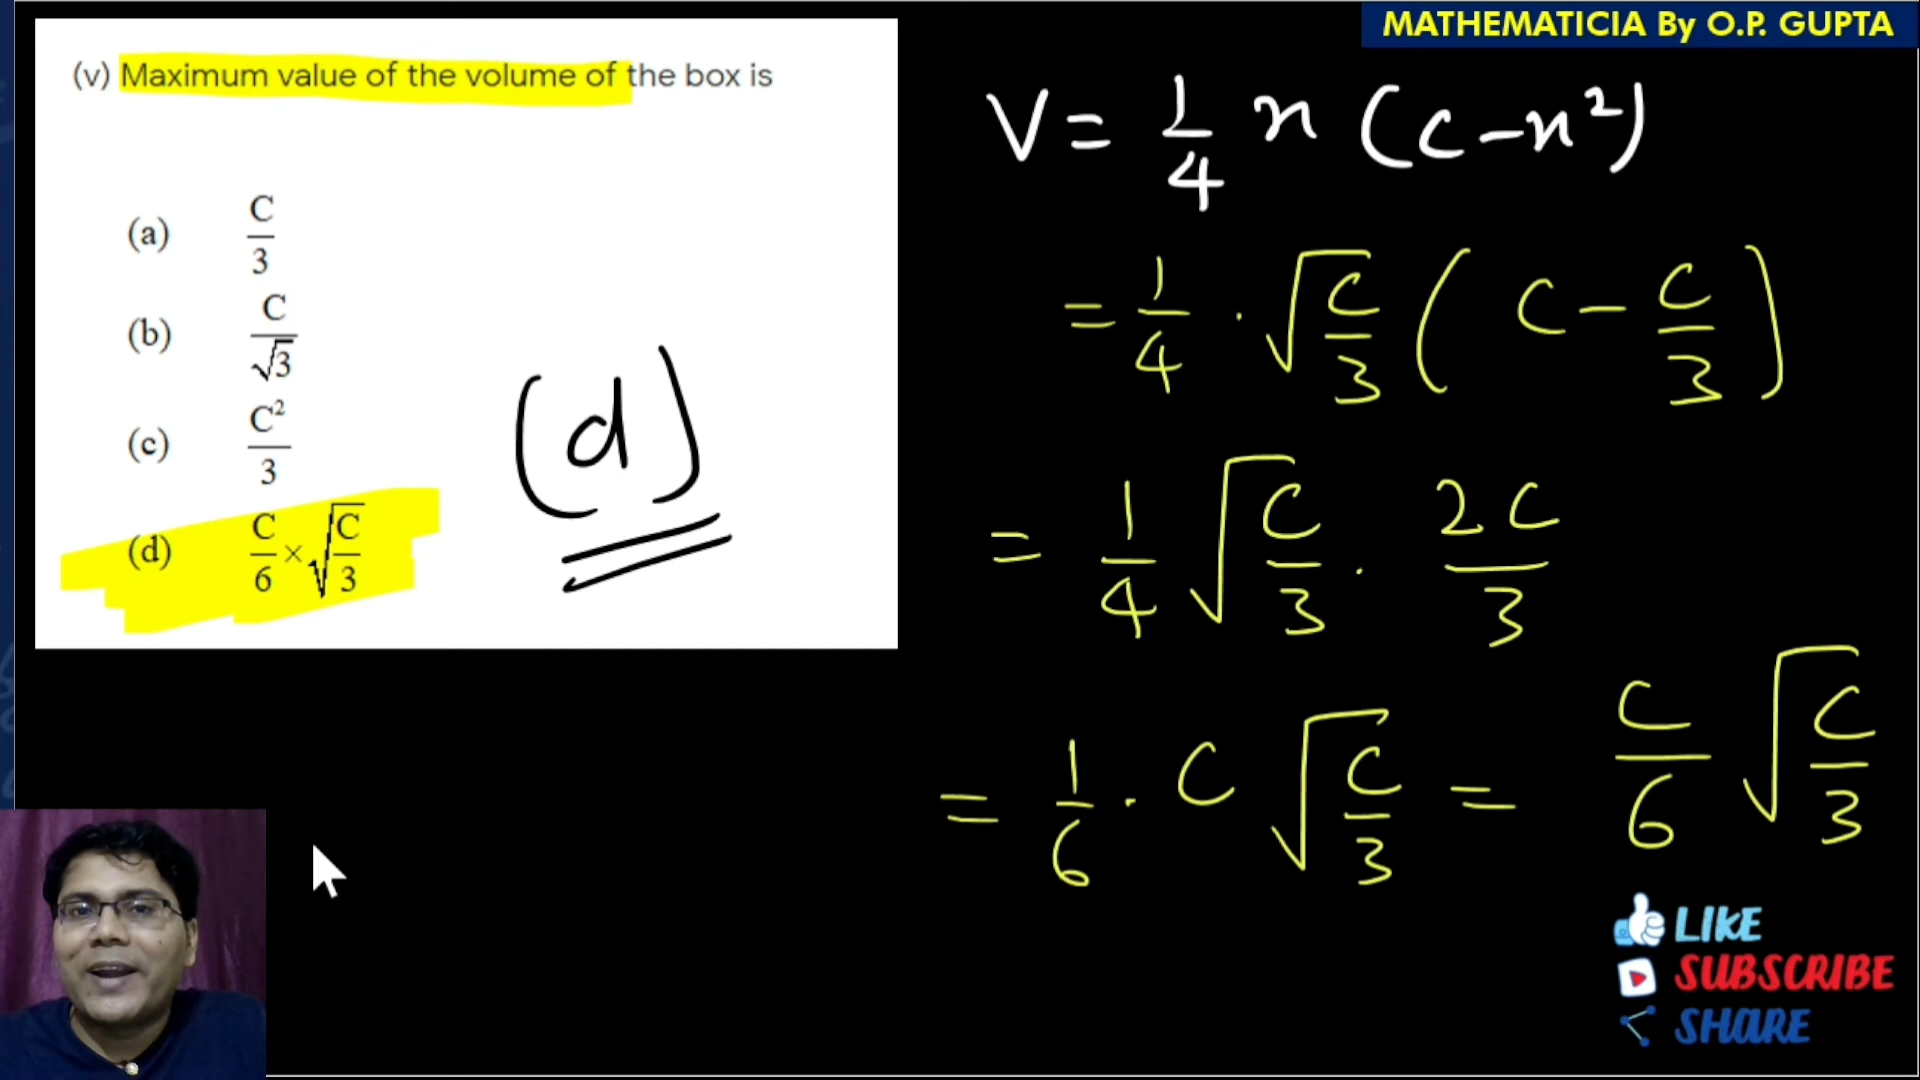 MATHEMATICIA By O.P. GUPTA
(v) Maximum value of the volume of the box is
(a) C/3
(b) C/√3
(c) C²/3
(d) C/6 × √(C/3)
(d)
V = 1/4 x (C - x²)
= 1/4 · √(C/3) (C - C/3)
= 1/4 √(C/3) · 2C/3
= 1/6 · C √(C/3) = C/6 √(C/3)
LIKE
SUBSCRIBE
SHARE